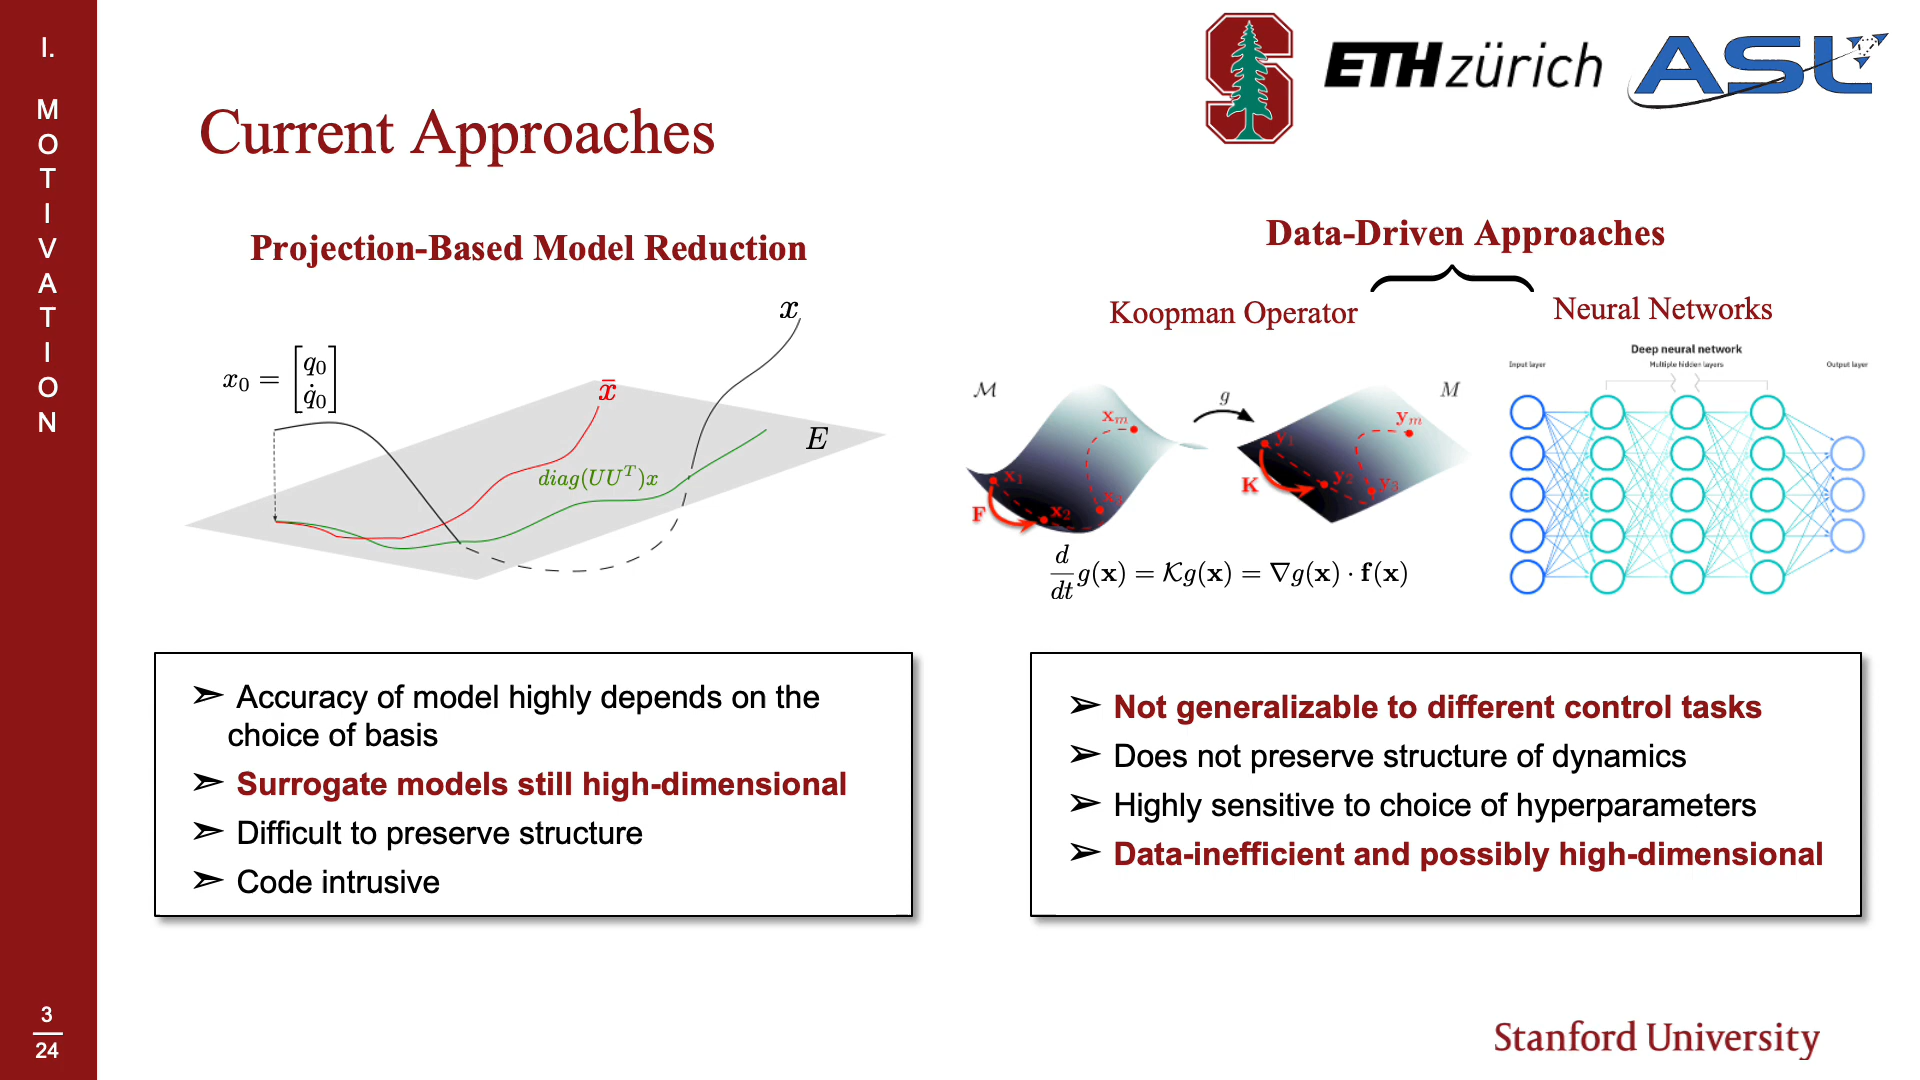 I.
MOTIVATION
3
24
ETH zürich
ASL
Current Approaches
Projection-Based Model Reduction
x
x₀ = [q₀ q̇₀]
x̄
E
diag(UUᵀ)x
➢ Accuracy of model highly depends on the
choice of basis
➢ Surrogate models still high-dimensional
➢ Difficult to preserve structure
➢ Code intrusive
Data-Driven Approaches
Koopman Operator
Neural Networks
ℳ
g
M
x₁
x₂
x₃
xₘ
F
y₁
y₂
y₃
yₘ
K
d/dt g(x) = 𝒦g(x) = ∇g(x) · f(x)
Deep neural network
Input layer
Multiple hidden layers
Output layer
➢ Not generalizable to different control tasks
➢ Does not preserve structure of dynamics
➢ Highly sensitive to choice of hyperparameters
➢ Data-inefficient and possibly high-dimensional
Stanford University